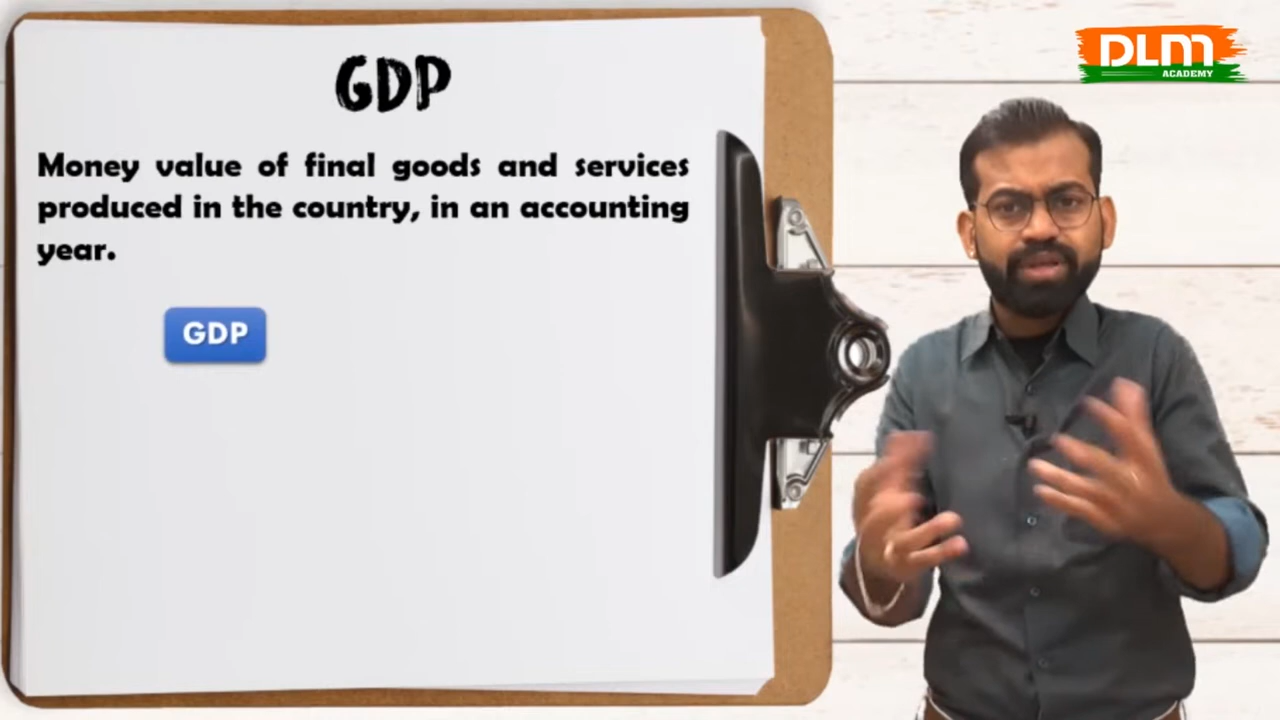 GDP
Money value of final goods and services
produced in the country, in an accounting
year.
GDP
DLM
ACADEMY